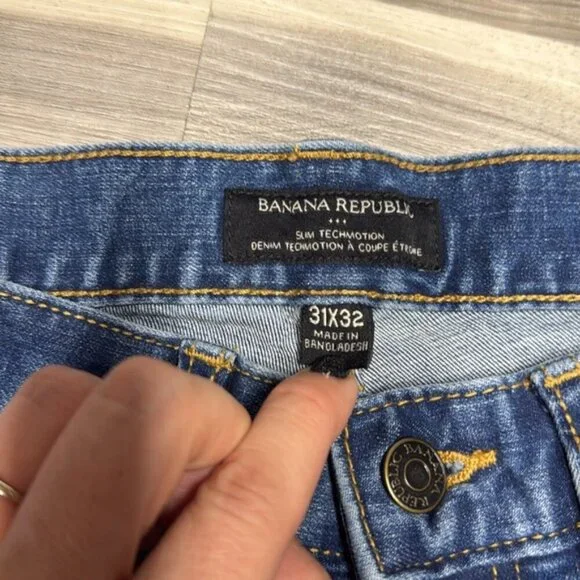 BANANA REPUBLIC
SLIM TECHMOTION
DENIM TECHMOTION À COUPE ÉTROITE
31X32
MADE IN
BANGLADESH
REPUBLIC BANANA